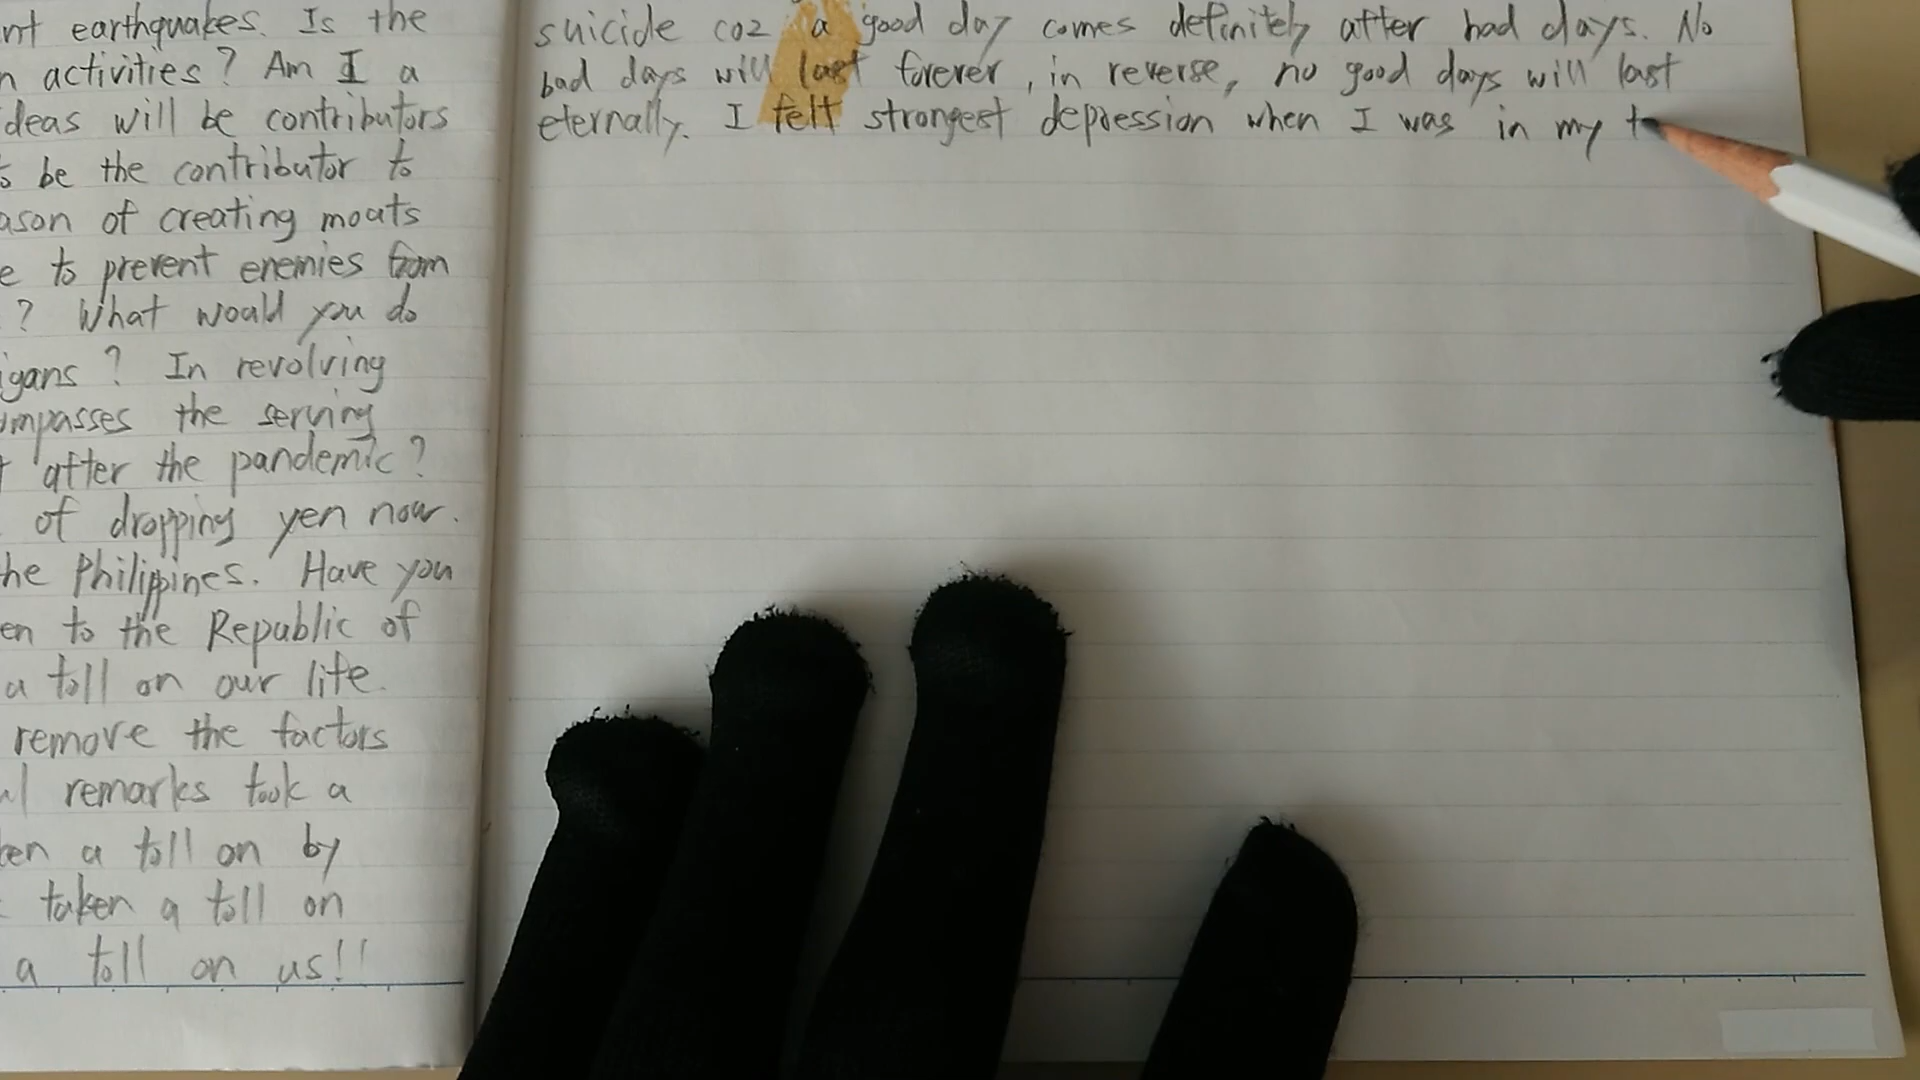 nt earthquakes. Is the
n activities? Am I a
deas will be contributors
be the contributor to
ason of creating moats
e to prevent enemies from
? What would you do
igans? In revolving
mpasses the serving
after the pandemic?
of dropping yen now.
he Philippines. Have you
en to the Republic of
a toll on our life.
remove the factors
remarks took a
en a toll on by
taken a toll on
a toll on us!!
suicide coz a good day comes definitely after bad days. No
bad days will last forever, in reverse, no good days will last
eternally. I felt strongest depression when I was in my t